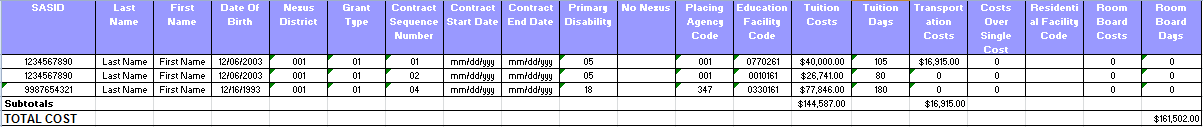 SASID Last Name First Name Date Of Birth Nexus District Grant Type Contract Sequence Number Contract Start Date Contract End Date Primary Disability No Nexus Placing Agency Code Education Facility Code Tuition Costs Tuition Days Transport ation Costs Costs Over Single Cost Residenti al Facility Code Room Board Costs Room Board Days
1234567890 Last Name First Name 12/06/2003 001 01 01 mm/dd/yyy mm/dd/yyy 05 001 0770261 $40,000.00 105 $16,915.00 0 0 0
1234567890 Last Name First Name 12/06/2003 001 01 02 mm/dd/yyy mm/dd/yyy 05 001 0010161 $26,741.00 80 0 0 0 0
9987654321 Last Name First Name 12/16/1993 001 01 04 mm/dd/yyy mm/dd/yyy 18 347 0330161 $77,846.00 180 0 0 0 0
Subtotals $144,587.00 $16,915.00
TOTAL COST $161,502.00